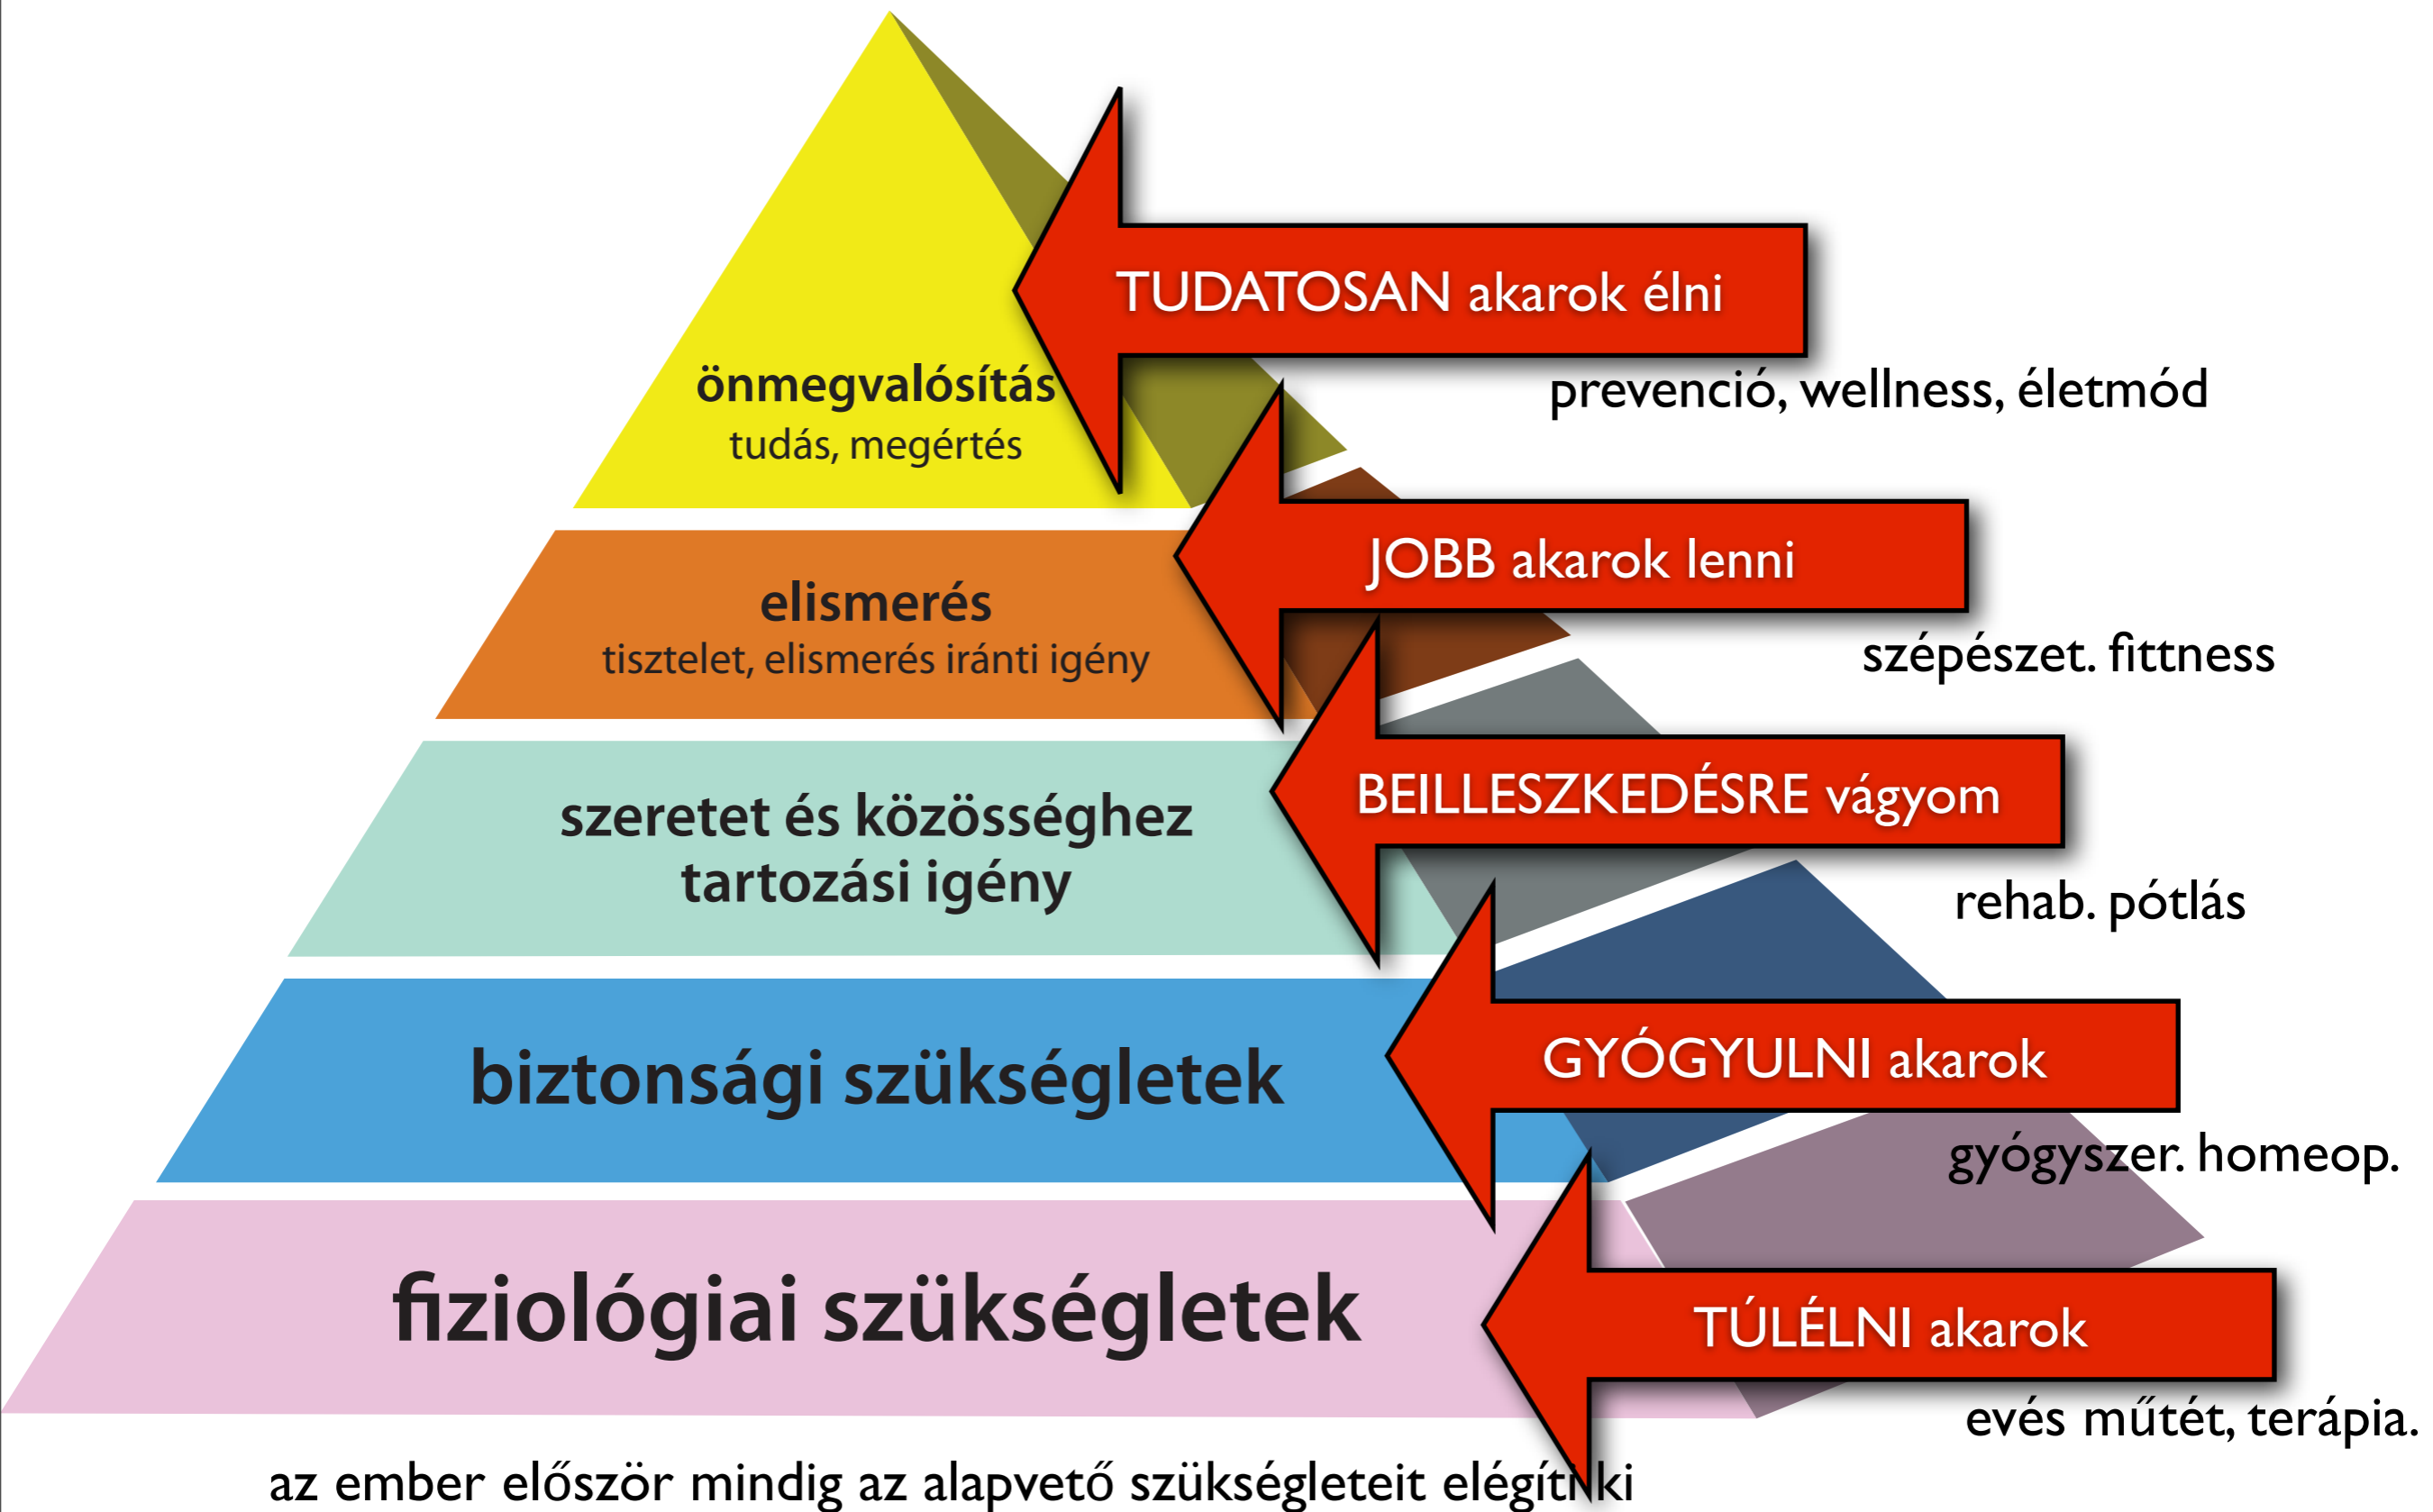 TUDATOSAN akarok élni
önmegvalósítás
tudás, megértés
prevenció, wellness, életmód
JOBB akarok lenni
elismerés
tisztelet, elismerés iránti igény
szépészet. fittness
BEILLESZKEDÉSRE vágyom
szeretet és közösséghez
tartozási igény
rehab. pótlás
GYÓGYULNI akarok
biztonsági szükségletek
gyógyszer. homeop.
TÚLÉLNI akarok
fiziológiai szükségletek
evés műtét, terápia.
az ember először mindig az alapvető szükségleteit elégíti ki